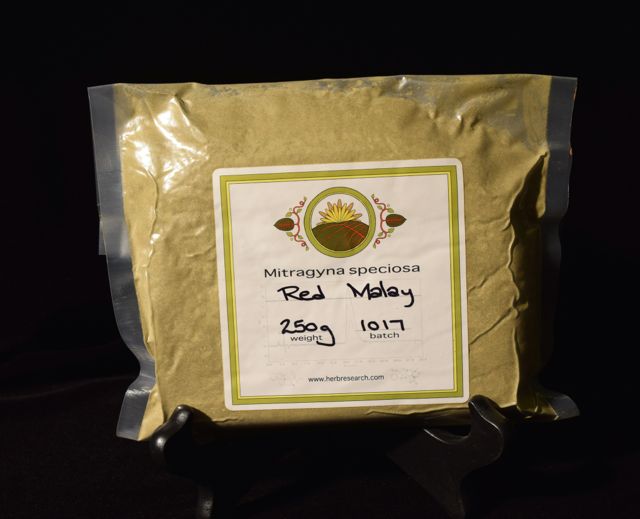 Mitragyna speciosa
Red Malay
250g 1017
weight batch
www.herbresearch.com